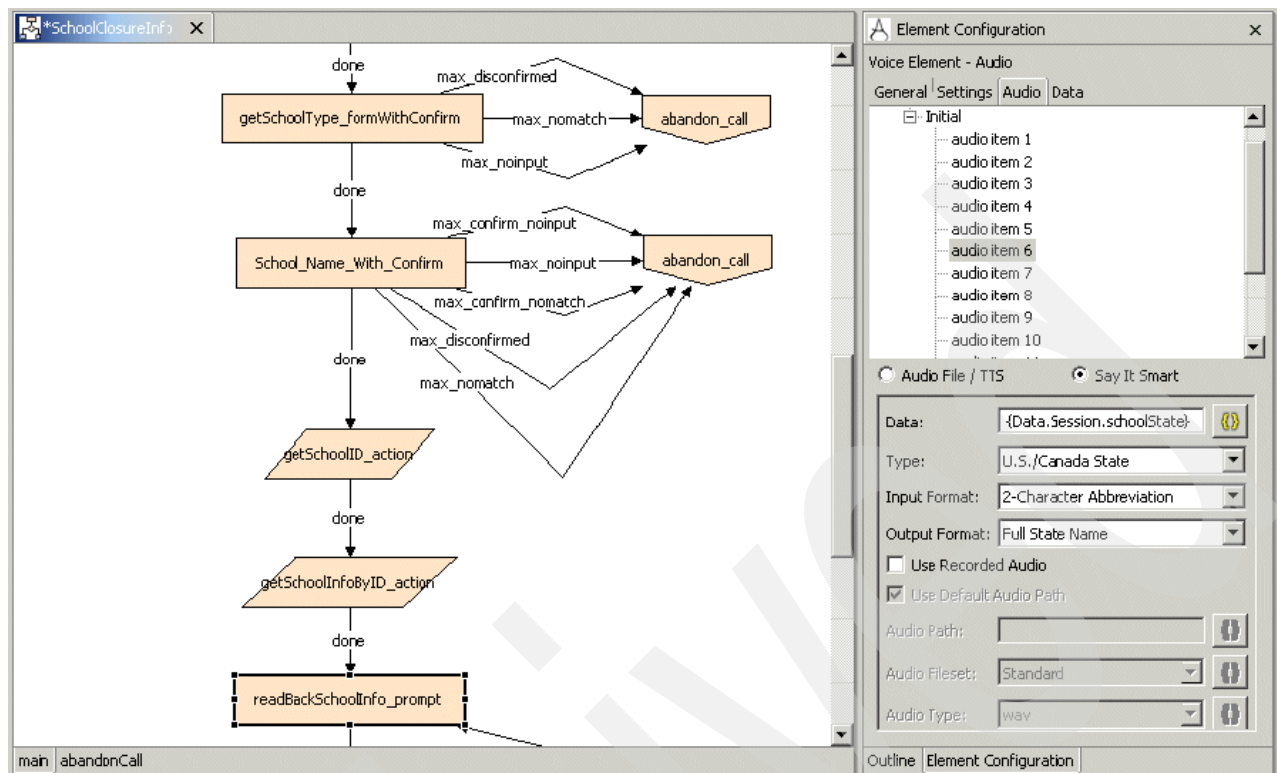 *SchoolClosureInfo
done
max_disconfirmed
getSchoolType_formWithConfirm
max_nomatch
abandon_call
max_noinput
done
max_confirm_noinput
School_Name_With_Confirm
max_noinput
abandon_call
max_confirm_nomatch
max_disconfirmed
done
max_nomatch
getSchoolID_action
done
getSchoolInfoByID_action
done
readBackSchoolInfo_prompt
main abandonCall
Element Configuration
Voice Element - Audio
General Settings Audio Data
Initial
audio item 1
audio item 2
audio item 3
audio item 4
audio item 5
audio item 6
audio item 7
audio item 8
audio item 9
audio item 10
Audio File / TTS Say It Smart
Data: {Data.Session.schoolState}
Type: U.S./Canada State
Input Format: 2-Character Abbreviation
Output Format: Full State Name
Use Recorded Audio
Use Default Audio Path
Audio Path:
Audio Fileset: Standard
Audio Type: wav
Outline Element Configuration